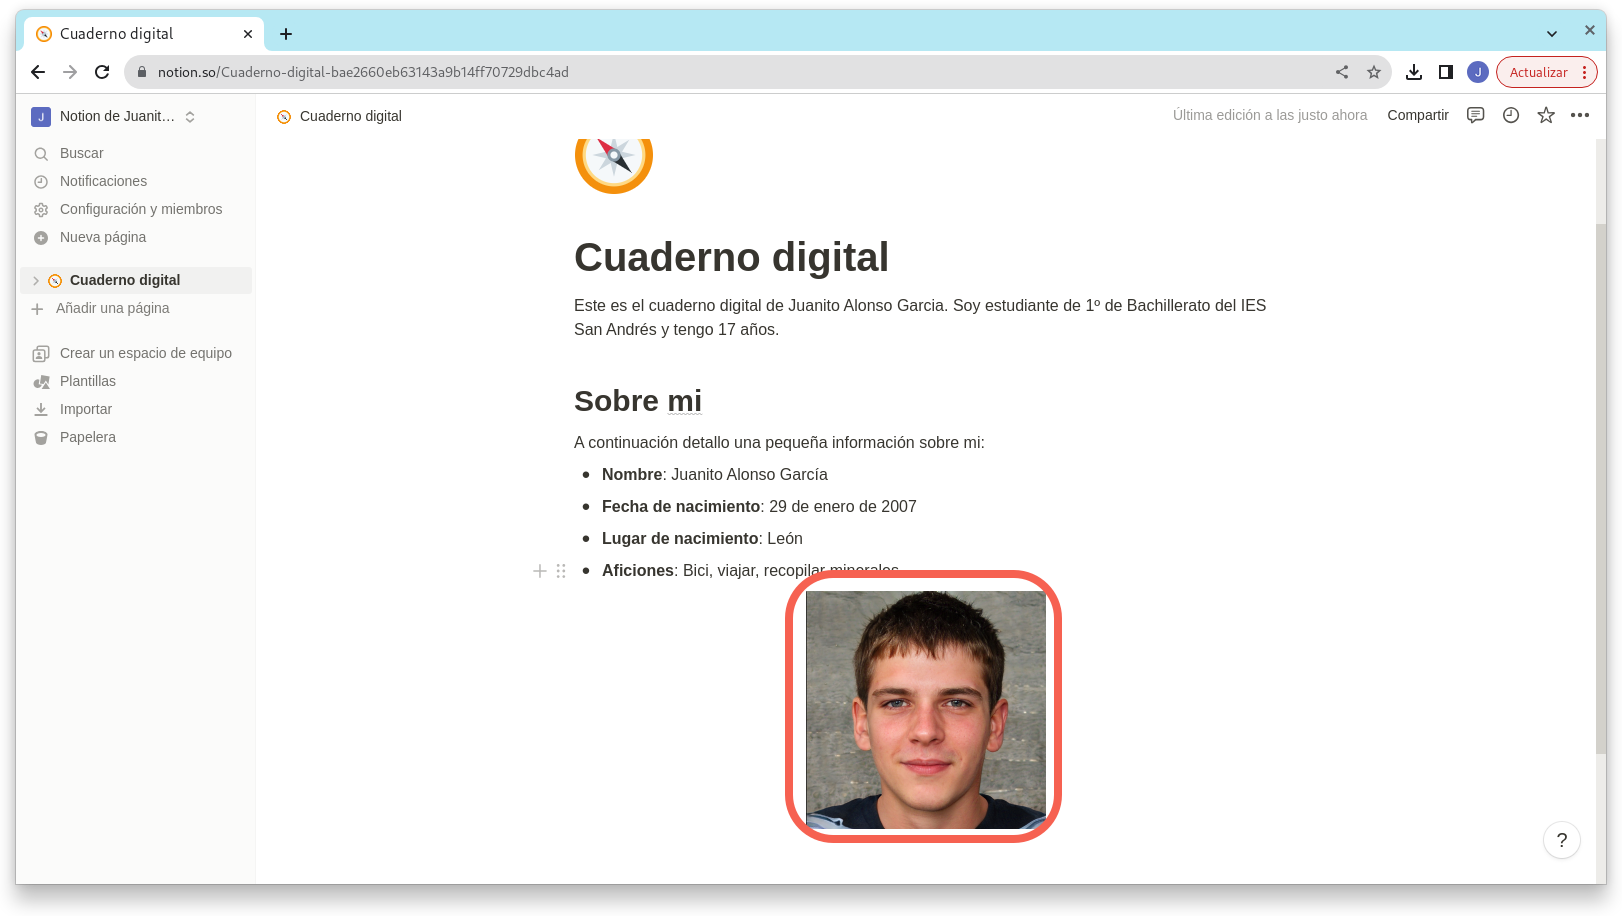 Cuaderno digital
notion.so/Cuaderno-digital-bae2660eb63143a9b14ff70729dbc4ad
J
Actualizar
J
Notion de Juanit…
Cuaderno digital
Última edición a las justo ahora
Compartir
Buscar
Notificaciones
Configuración y miembros
Nueva página
Cuaderno digital
Añadir una página
Crear un espacio de equipo
Plantillas
Importar
Papelera
Cuaderno digital
Este es el cuaderno digital de Juanito Alonso Garcia. Soy estudiante de 1º de Bachillerato del IES
San Andrés y tengo 17 años.
Sobre mi
A continuación detallo una pequeña información sobre mi:
• Nombre: Juanito Alonso García
• Fecha de nacimiento: 29 de enero de 2007
• Lugar de nacimiento: León
• Aficiones: Bici, viajar, recopilar minerales
?